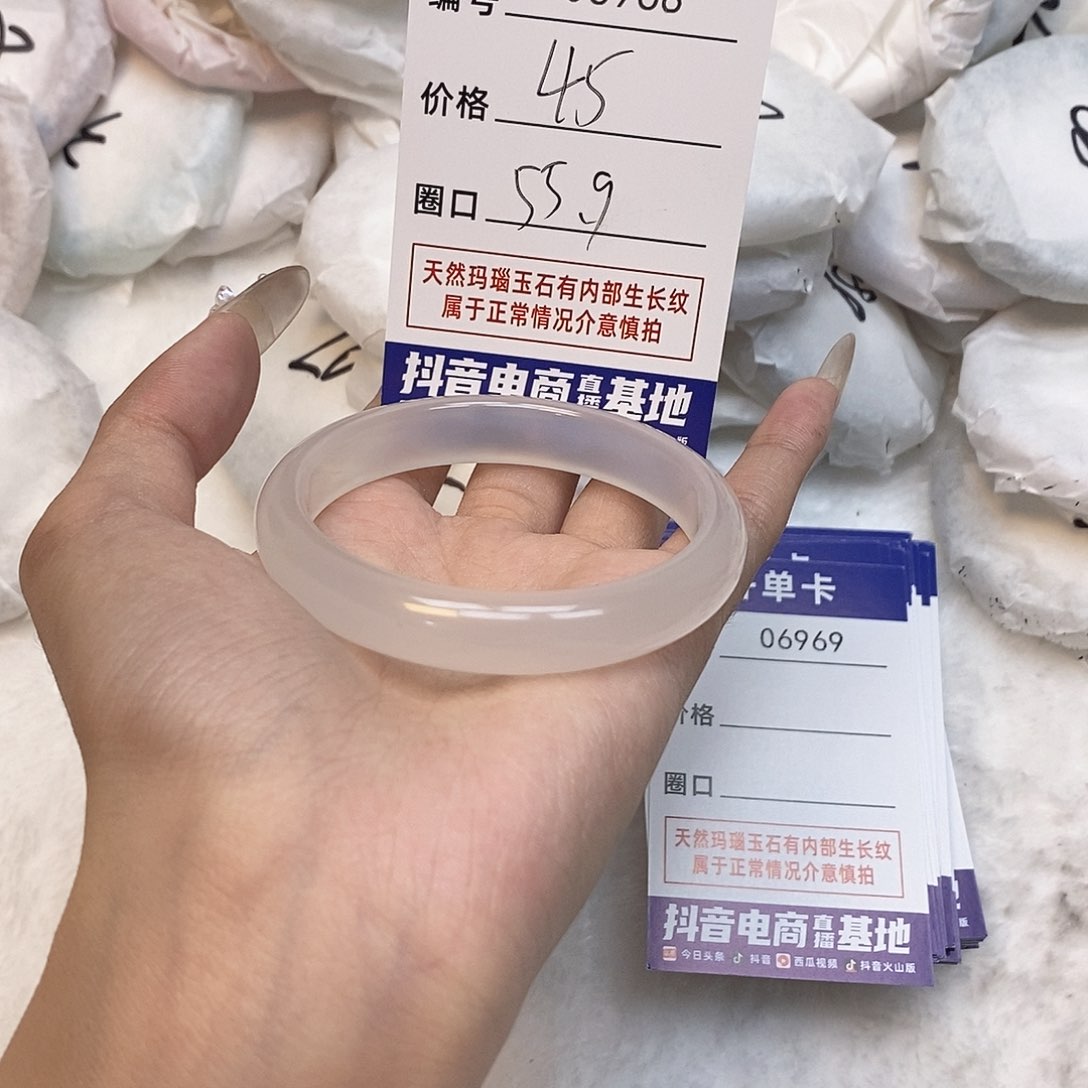 编号
价格 45
圈口 55.9
天然玛瑙玉石有内部生长纹
属于正常情况介意慎拍
抖音电商直播基地
版
单卡
06969
价格
圈口
天然玛瑙玉石有内部生长纹
属于正常情况介意慎拍
抖音电商直播基地
今日头条 抖音 西瓜视频 抖音火山版
版